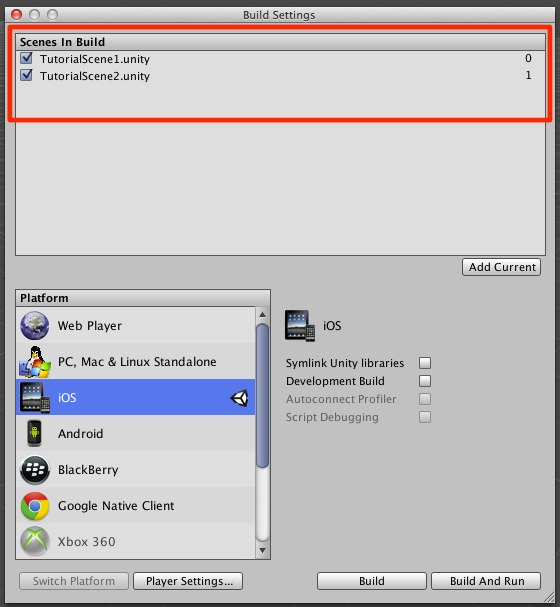 Build Settings
Scenes In Build
TutorialScene1.unity 0
TutorialScene2.unity 1
Add Current
Platform
Web Player
PC, Mac & Linux Standalone
iOS
Android
BlackBerry
Google Native Client
Xbox 360
iOS
Symlink Unity libraries
Development Build
Autoconnect Profiler
Script Debugging
Switch Platform
Player Settings...
Build
Build And Run